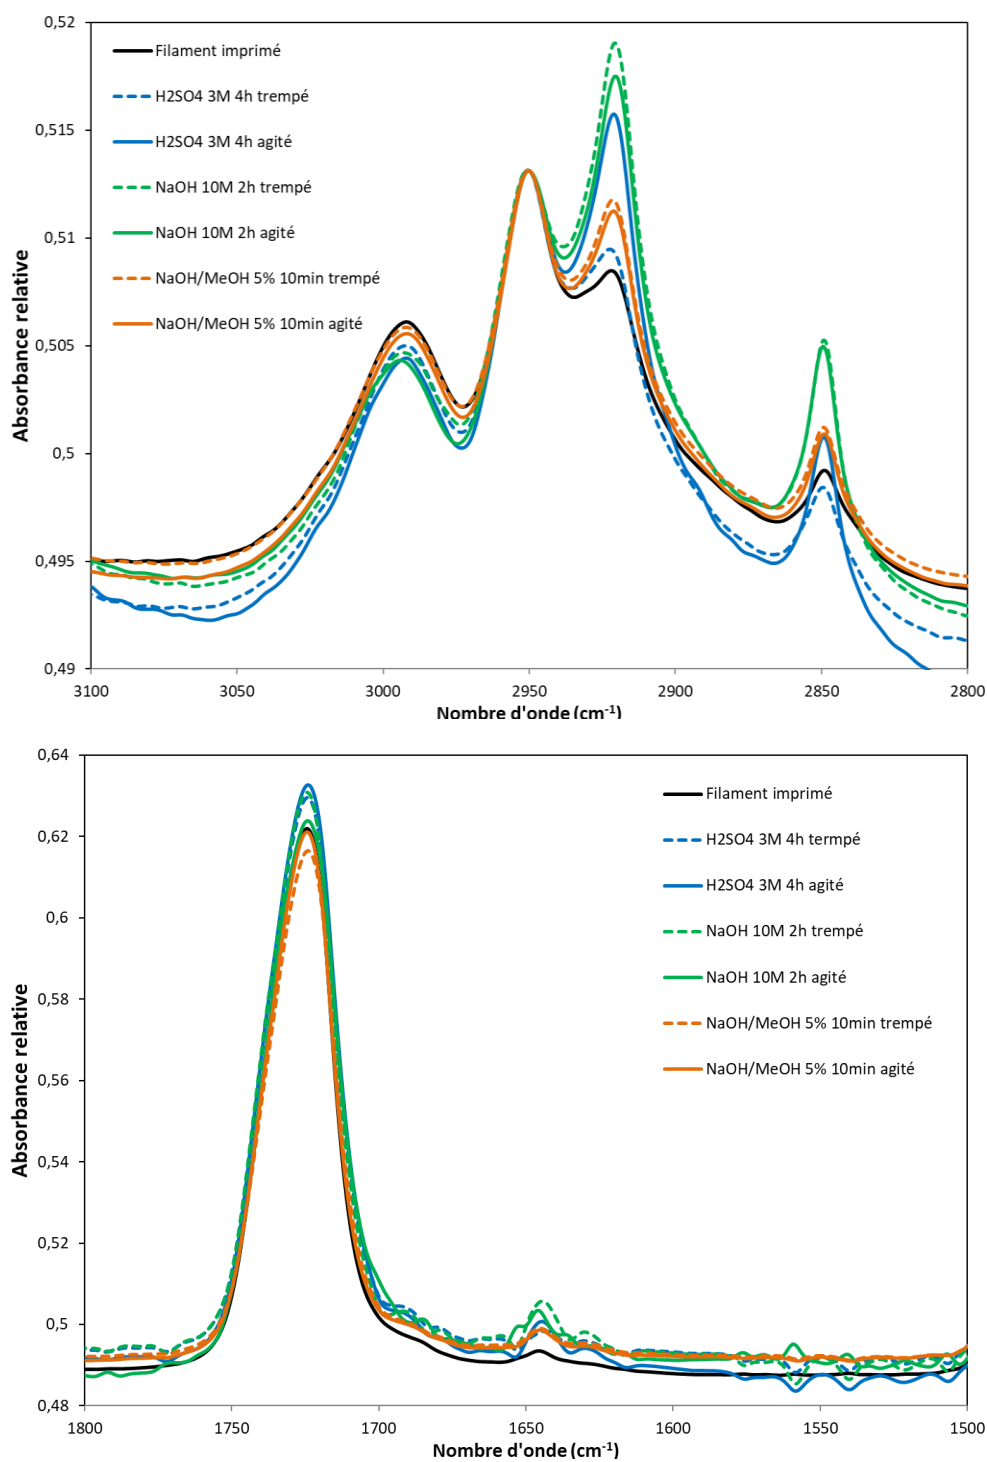 0,52
Filament imprimé
H2SO4 3M 4h trempé
0,515
H2SO4 3M 4h agité
NaOH 10M 2h trempé
NaOH 10M 2h agité
0,51
NaOH/MeOH 5% 10min trempé
NaOH/MeOH 5% 10min agité
0,505
0,5
0,495
0,49
Absorbance relative
3100 3050 3000 2950 2900 2850 2800
Nombre d'onde (cm-1)
0,64
Filament imprimé
H2SO4 3M 4h termpé
0,62
H2SO4 3M 4h agité
0,6
NaOH 10M 2h trempé
NaOH 10M 2h agité
0,58
NaOH/MeOH 5% 10min trempé
NaOH/MeOH 5% 10min agité
0,56
0,54
0,52
0,5
0,48
Absorbance relative
1800 1750 1700 1650 1600 1550 1500
Nombre d'onde (cm-1)